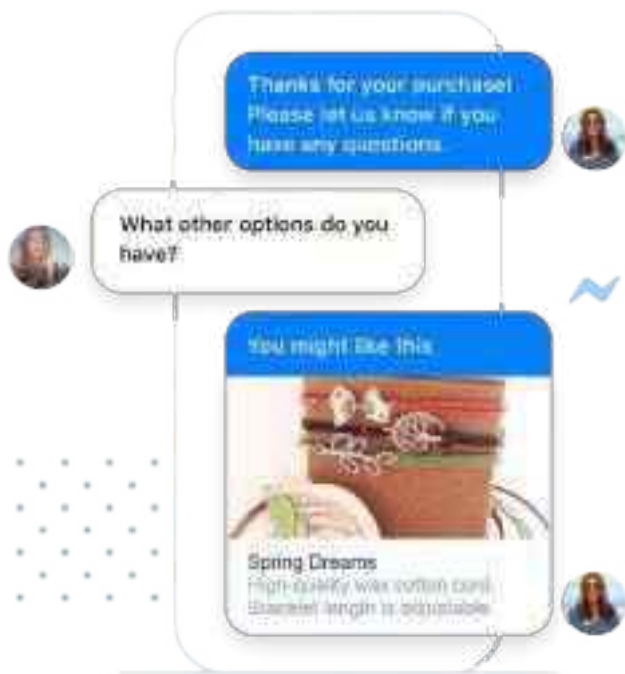 Thanks for your purchase!
Please let us know if you
have any questions
What other options do you
have?
You might like this
Spring Dreams
High-quality wax cotton cord.
Bracelet length is adjustable